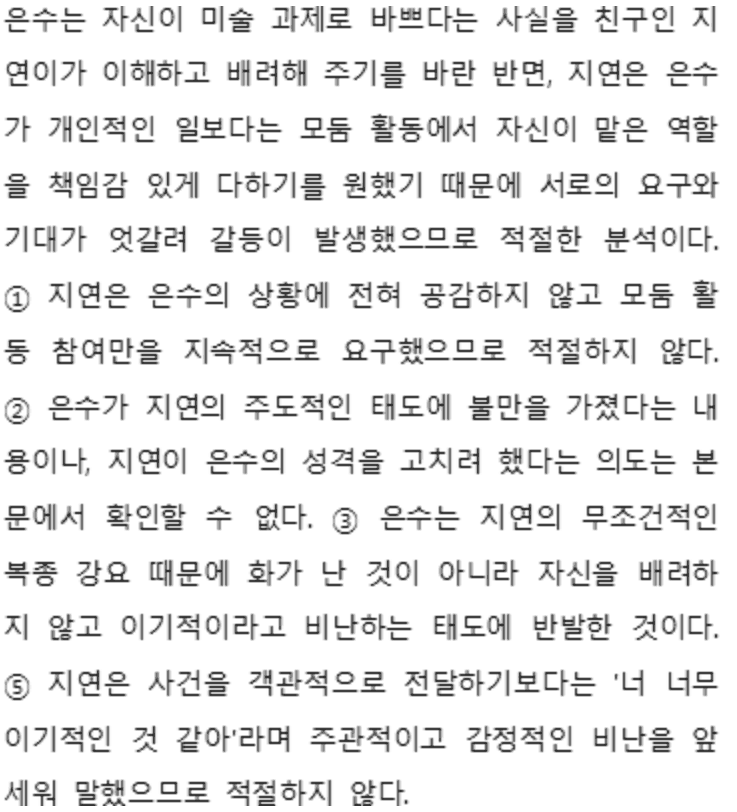 은수는 자신이 미술 과제로 바쁘다는 사실을 친구인 지
연이가 이해하고 배려해 주기를 바란 반면, 지연은 은수
가 개인적인 일보다는 모둠 활동에서 자신이 맡은 역할
을 책임감 있게 다하기를 원했기 때문에 서로의 요구와
기대가 엇갈려 갈등이 발생했으므로 적절한 분석이다.
① 지연은 은수의 상황에 전혀 공감하지 않고 모둠 활
동 참여만을 지속적으로 요구했으므로 적절하지 않다.
② 은수가 지연의 주도적인 태도에 불만을 가졌다는 내
용이나, 지연이 은수의 성격을 고치려 했다는 의도는 본
문에서 확인할 수 없다. ③ 은수는 지연의 무조건적인
복종 강요 때문에 화가 난 것이 아니라 자신을 배려하
지 않고 이기적이라고 비난하는 태도에 반발한 것이다.
⑤ 지연은 사건을 객관적으로 전달하기보다는 '너 너무
이기적인 것 같아'라며 주관적이고 감정적인 비난을 앞
세워 말했으므로 적절하지 않다.